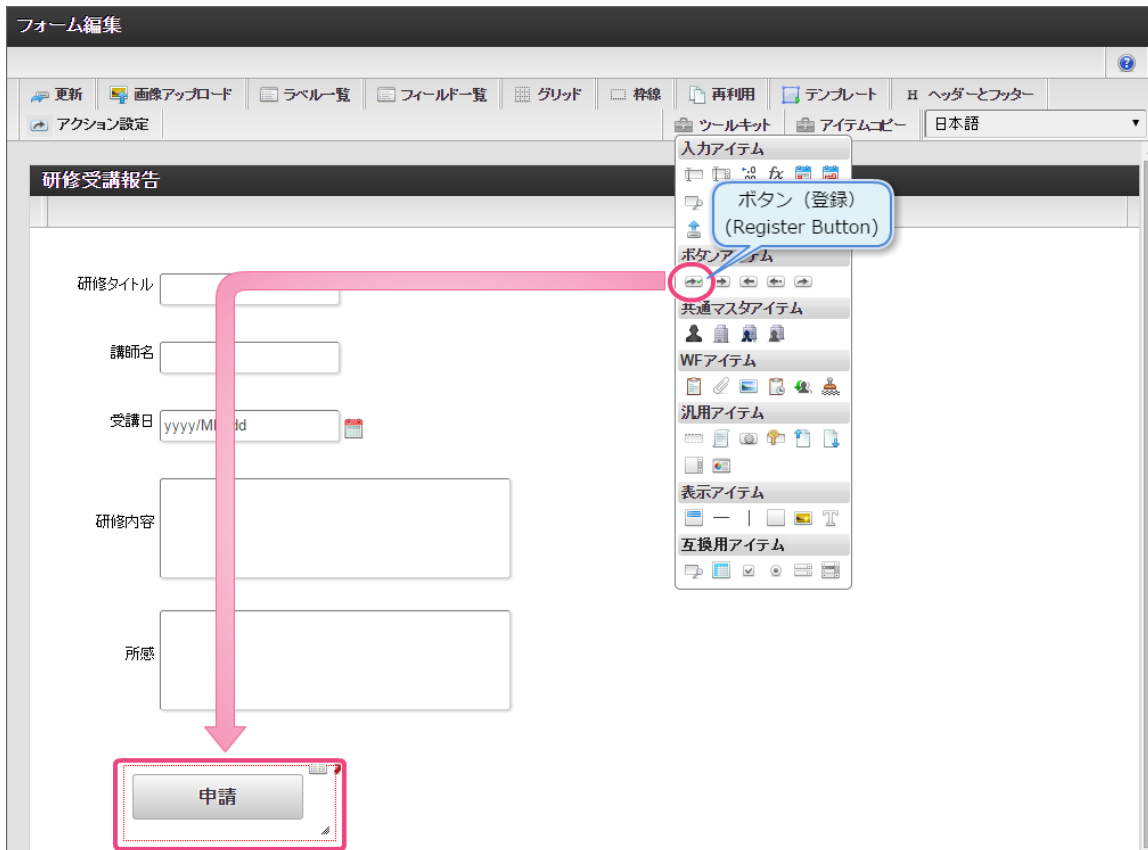 フォーム編集
更新
画像アップロード
ラベル一覧
フィールド一覧
グリッド
枠線
再利用
テンプレート
H ヘッダーとフッター
アクション設定
ツールキット
アイテムコピー
日本語
入力アイテム
研修受講報告
fx
ボタン（登録）
(Register Button)
ボタンアイテム
研修タイトル
共通マスタアイテム
講師名
WFアイテム
汎用アイテム
受講日
yyyy/MM/dd
表示アイテム
T
研修内容
互換用アイテム
所感
申請